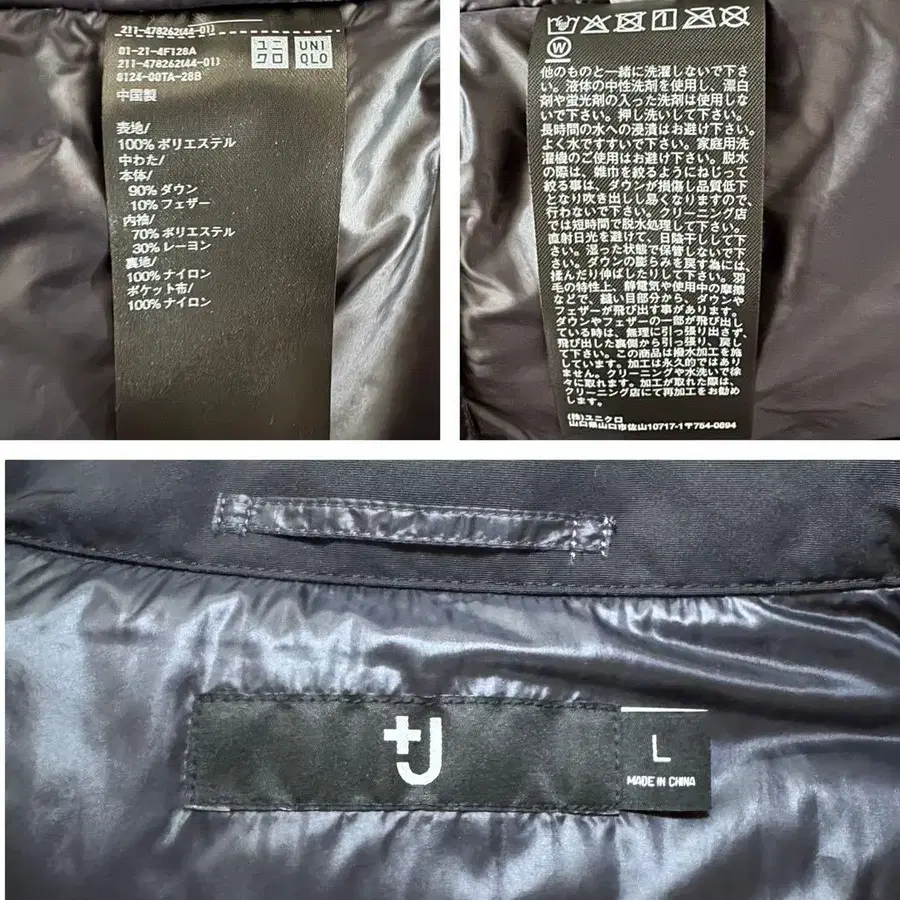 211-478262(44-01)
01-21-4F128A
211-478262(44-01)
8124-00TA-28B
中国製
ユニ
クロ
UNI
QLO
表地/
100% ポリエステル
中わた/
本体/
90% ダウン
10% フェザー
内袖/
70% ポリエステル
30% レーヨン
裏地/
100% ナイロン
ポケット布/
100% ナイロン
W
他のものと一緒に洗濯しないで下さ
い。液体の中性洗剤を使用し、漂白
剤や蛍光剤の入った洗剤は使用しな
いで下さい。押し洗いして下さい。
長時間の水への浸漬はお避け下さい。
よく水ですすいで下さい。家庭用洗
濯機のご使用はお避け下さい。脱水
の際は、雑巾を絞るようにねじって
絞る事は、ダウンが損傷し品質低下
となり吹き出しし易くなりますので、
行わないで下さい。クリーニング店
では短時間で脱水処理して下さい。
直射日光を避けて、日陰干しして下
さい。湿った状態で保管しないで下
さい。ダウンの膨らみを戻す為には、
揉んだり伸ばしたりして下さい。羽
毛の特性上、静電気や使用中の摩擦
などで、縫い目部分から、ダウンや
フェザーが飛び出す事があります。
ダウンやフェザーの一部が飛び出し
ている時は、無理に引っ張り出さず、
飛び出した裏側から引っ張り、戻し
て下さい。この商品は撥水加工を施
しています。加工は永久的ではあり
ません。クリーニングや水洗いで徐
々に取れます。加工が取れた際は、
クリーニング店にて再加工をお勧め
します。
(株)ユニクロ
山口県山口市佐山10717-1〒754-0894
+J
L
MADE IN CHINA